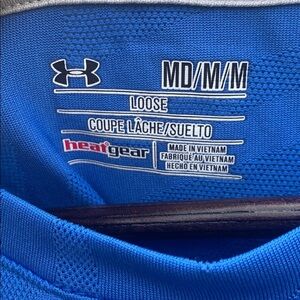 MD/M/M
LOOSE
COUPE LÂCHE/SUELTO
heatgear
MADE IN VIETNAM
FABRIQUÉ AU VIETNAM
HECHO EN VIETNAM